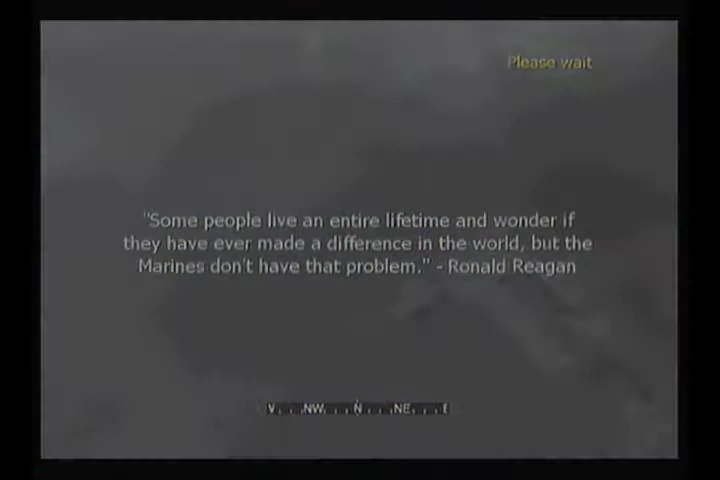 Please wait
"Some people live an entire lifetime and wonder if
they have ever made a difference in the world, but the
Marines don't have that problem." - Ronald Reagan
NW . . . N . . . NE . . .